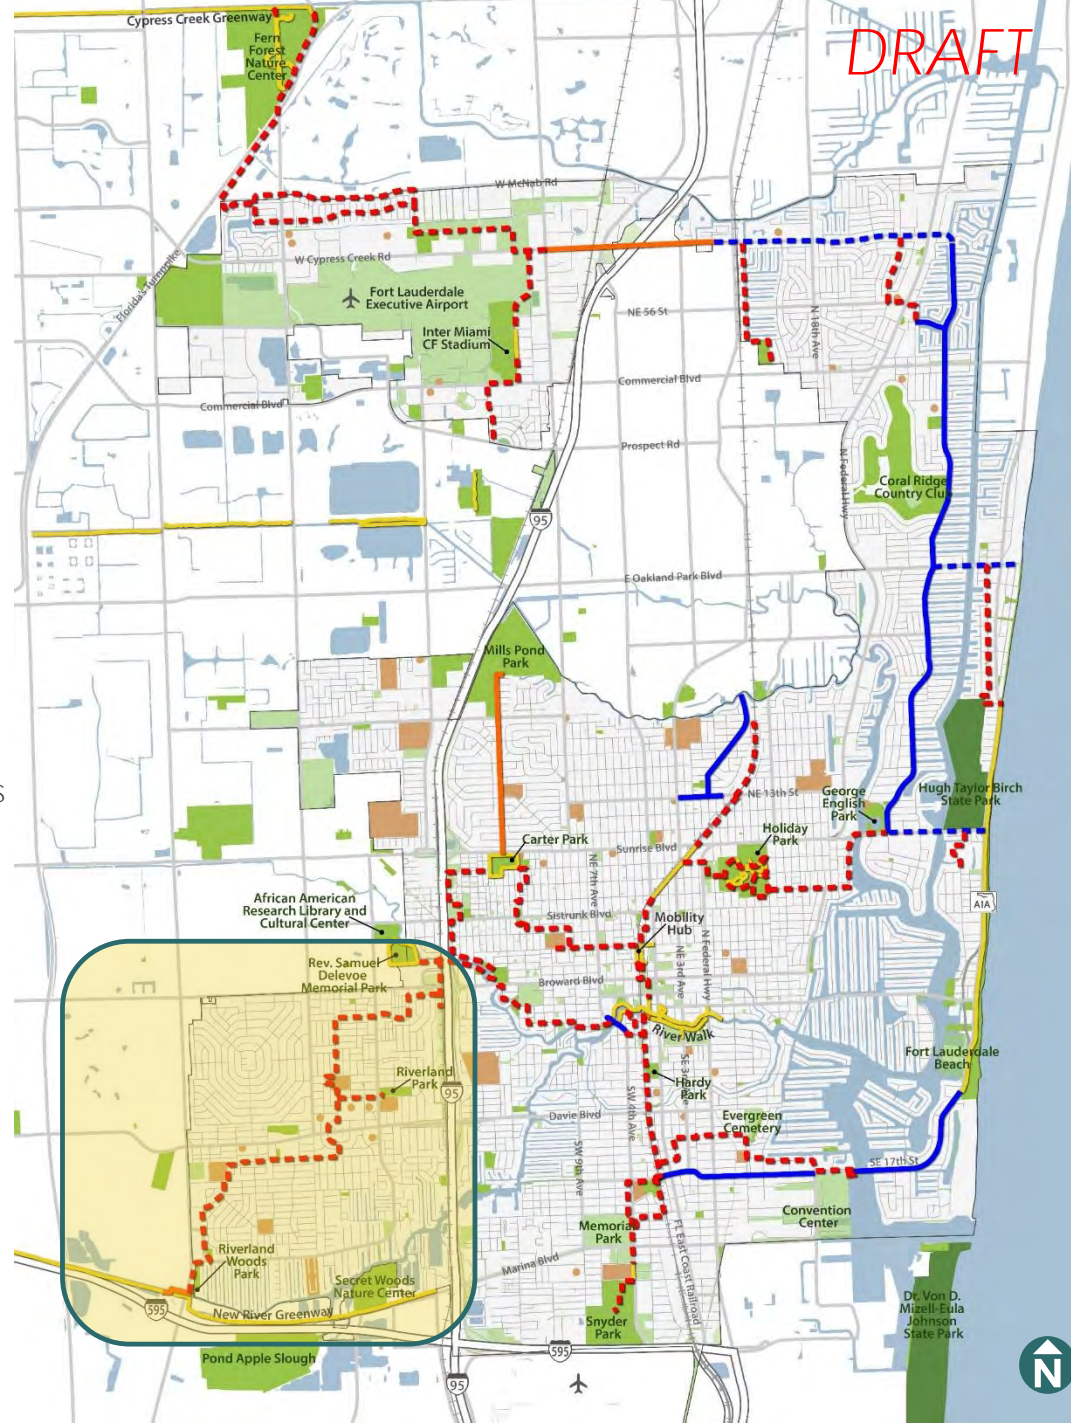 Cypress Creek Greenway
DRAFT
Fern
Forest
Nature
Center
W McNab Rd
W Cypress Creek Rd
Florida's Turnpike
Fort Lauderdale
Executive Airport
NE 56 St
N 18th Ave
Inter Miami
CF Stadium
Commercial Blvd
Commercial Blvd
Prospect Rd
N Federal Hwy
Coral Ridge
Country Clu
95
E Oakland Park Blvd
Mills Pond
Park
S
NE 13th St
George
English
Park
Hugh Taylor Birch
State Park
Carter Park
Sunrise Blvd
Holiday
Park
NE 7th Ave
African American
Research Library and
Cultural Center
Sistrunk Blvd
Mobility
Hub
A1A
N Federal Hwy
NE 3rd Ave
Rev. Samuel
Delevoe
Memorial Park
Broward Blvd
River Walk
Fort Lauderdale
Beach
Riverland
Park
95
SE 3rd Ave
Hardy
Park
SW 4th Ave
Davie Blvd
Evergreen
Cemetery
SW 9th Ave
SE 17th St
Convention
Center
Memorial
Park
Riverland
Woods
Park
Marina Blvd
FL East Coast Railroad
Secret Woods
Nature Center
595
New River Greenway
Snyder
Park
Dr. Von D.
Mizell-Eula
Johnson
State Park
Pond Apple Slough
595
95
N